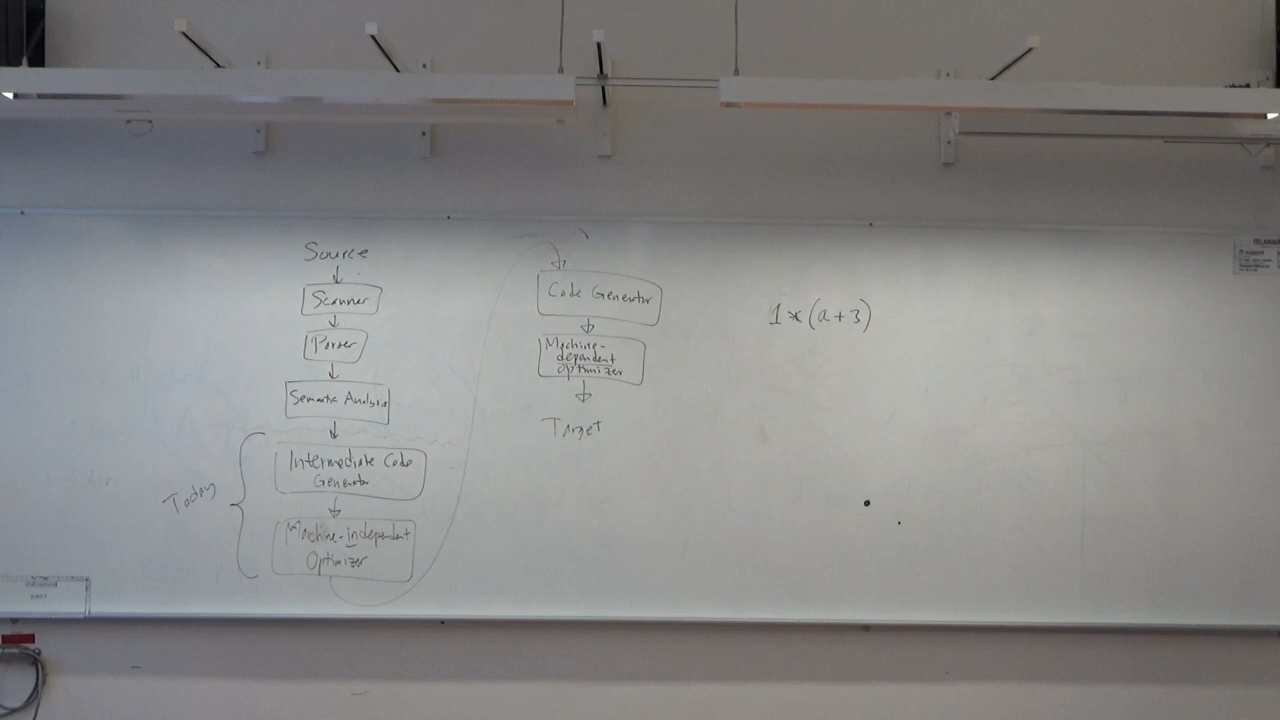 Source
Scanner
Parser
Semantic Analysis
Today
Intermediate Code
Generator
Machine-independent
Optimizer
Code Generator
Machine-
dependent
optimizer
Target
1*(a+3)